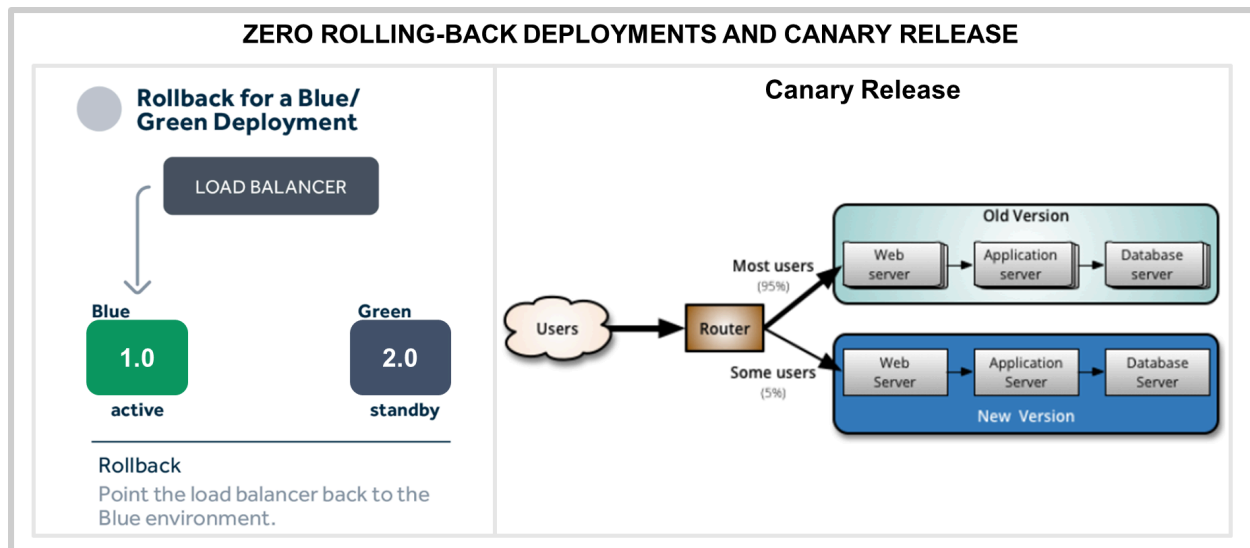 ZERO ROLLING-BACK DEPLOYMENTS AND CANARY RELEASE
Rollback for a Blue/
Green Deployment
LOAD BALANCER
Blue
Green
1.0
2.0
active
standby
Rollback
Point the load balancer back to the
Blue environment.
Canary Release
Old Version
Web
server
Application
server
Database
server
Most users
(95%)
Users
Router
Some users
(5%)
Web
Server
Application
Server
Database
Server
New Version